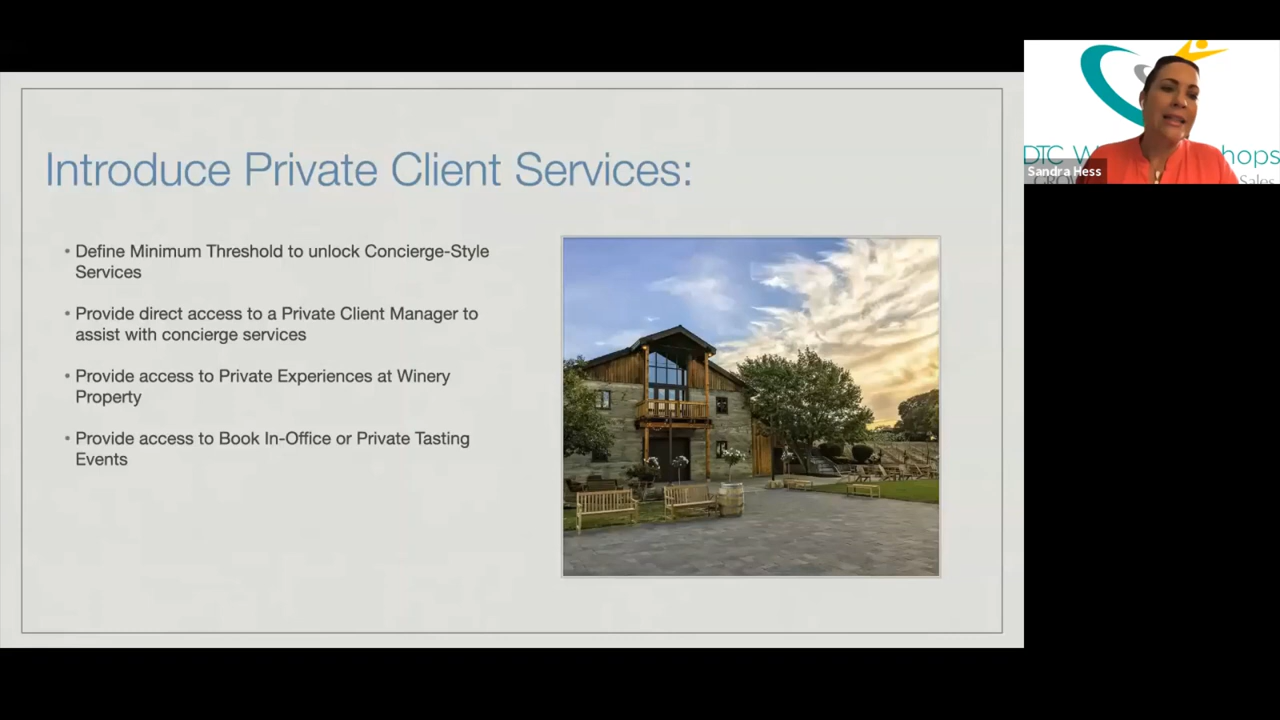 Introduce Private Client Services:
• Define Minimum Threshold to unlock Concierge-Style
Services
• Provide direct access to a Private Client Manager to
assist with concierge services
• Provide access to Private Experiences at Winery
Property
• Provide access to Book In-Office or Private Tasting
Events
DTC W hops
Sandra Hess
GROW Sales